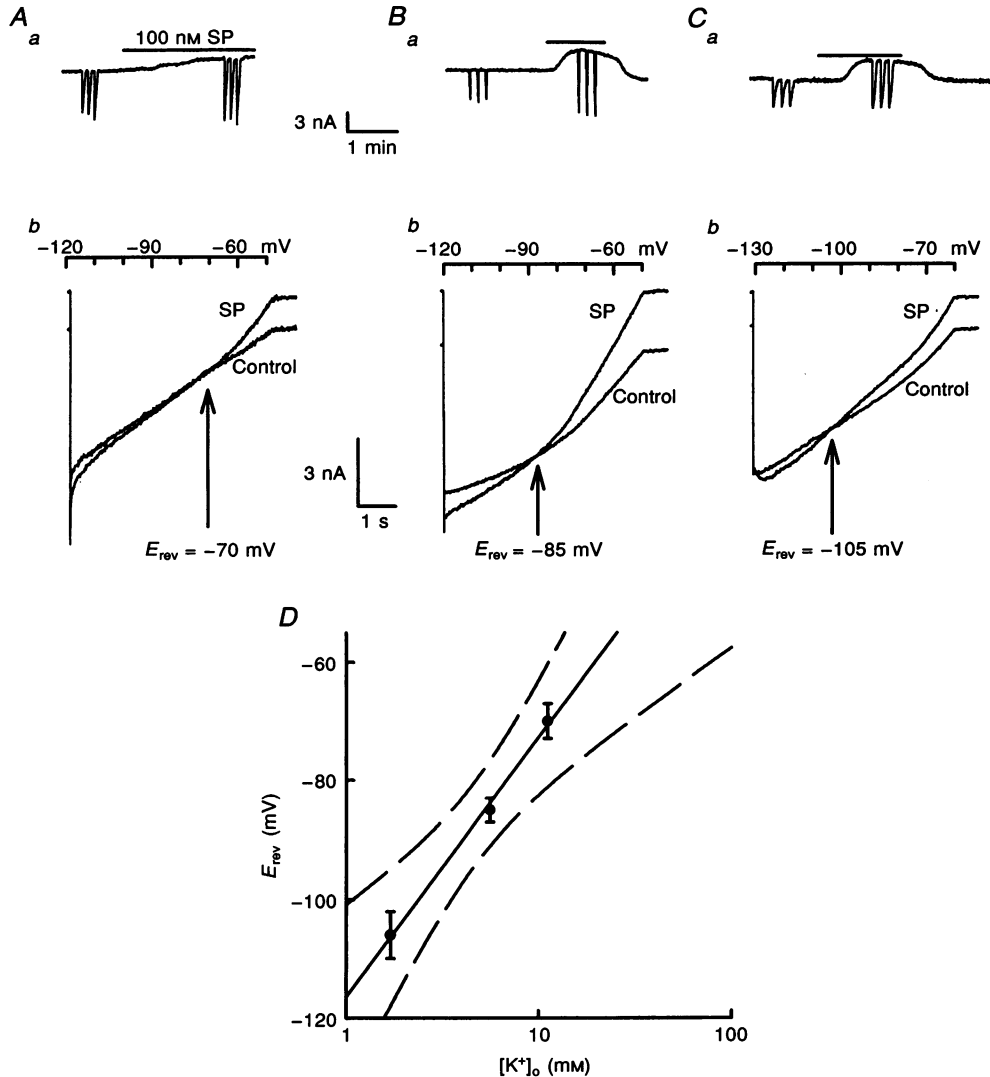 A B C
a a a
100 nM SP
3 nA
1 min
b b b
−120 −90 −60 mV
−120 −90 −60 mV
−130 −100 −70 mV
SP
Control
SP
Control
SP
Control
3 nA
1 s
Erev = −70 mV
Erev = −85 mV
Erev = −105 mV
D
−60
−80
−100
−120
Erev (mV)
1 10 100
[K+]o (mM)